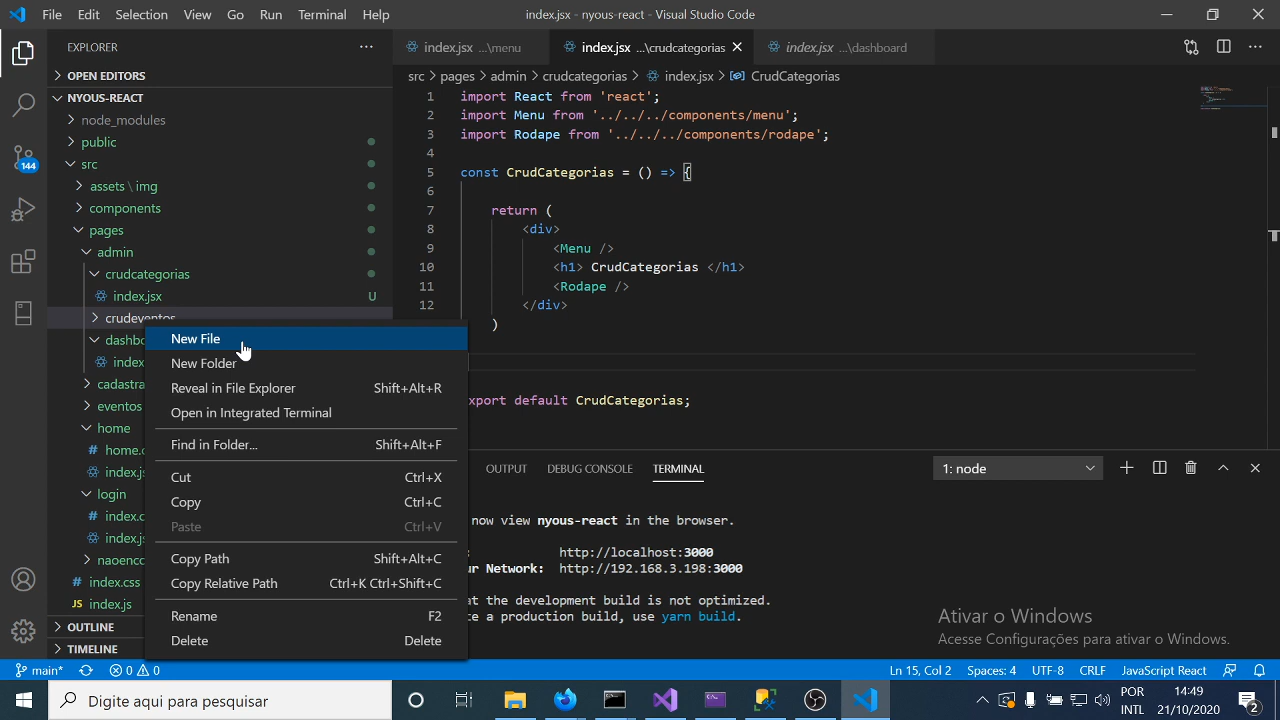 File Edit Selection View Go Run Terminal Help
index.jsx - nyous-react - Visual Studio Code
EXPLORER
OPEN EDITORS
NYOUS-REACT
node_modules
public
src
assets \ img
components
pages
admin
crudcategorias
index.jsx U
crudeventos
dashbo
index
cadastra
eventos
home
home.c
index.js
login
index.c
index.js
naoenc
index.css
index.js
OUTLINE
TIMELINE
144
New File
New Folder
Reveal in File Explorer Shift+Alt+R
Open in Integrated Terminal
Find in Folder... Shift+Alt+F
Cut Ctrl+X
Copy Ctrl+C
Paste Ctrl+V
Copy Path Shift+Alt+C
Copy Relative Path Ctrl+K Ctrl+Shift+C
Rename F2
Delete Delete
index.jsx ...\menu index.jsx ...\crudcategorias index.jsx ...\dashboard
src > pages > admin > crudcategorias > index.jsx > CrudCategorias
1 import React from 'react';
2 import Menu from '../../../components/menu';
3 import Rodape from '../../../components/rodape';
4
5 const CrudCategorias = () => {
6
7 return (
8 <div>
9 <Menu />
10 <h1> CrudCategorias </h1>
11 <Rodape />
12 </div>
)
xport default CrudCategorias;
OUTPUT DEBUG CONSOLE TERMINAL 1: node
now view nyous-react in the browser.
: http://localhost:3000
ur Network: http://192.168.3.198:3000
at the development build is not optimized.
te a production build, use yarn build.
Ativar o Windows
Acesse Configurações para ativar o Windows.
main* 0 0 Ln 15, Col 2 Spaces: 4 UTF-8 CRLF JavaScript React
Digite aqui para pesquisar
POR
INTL
14:49
21/10/2020
2